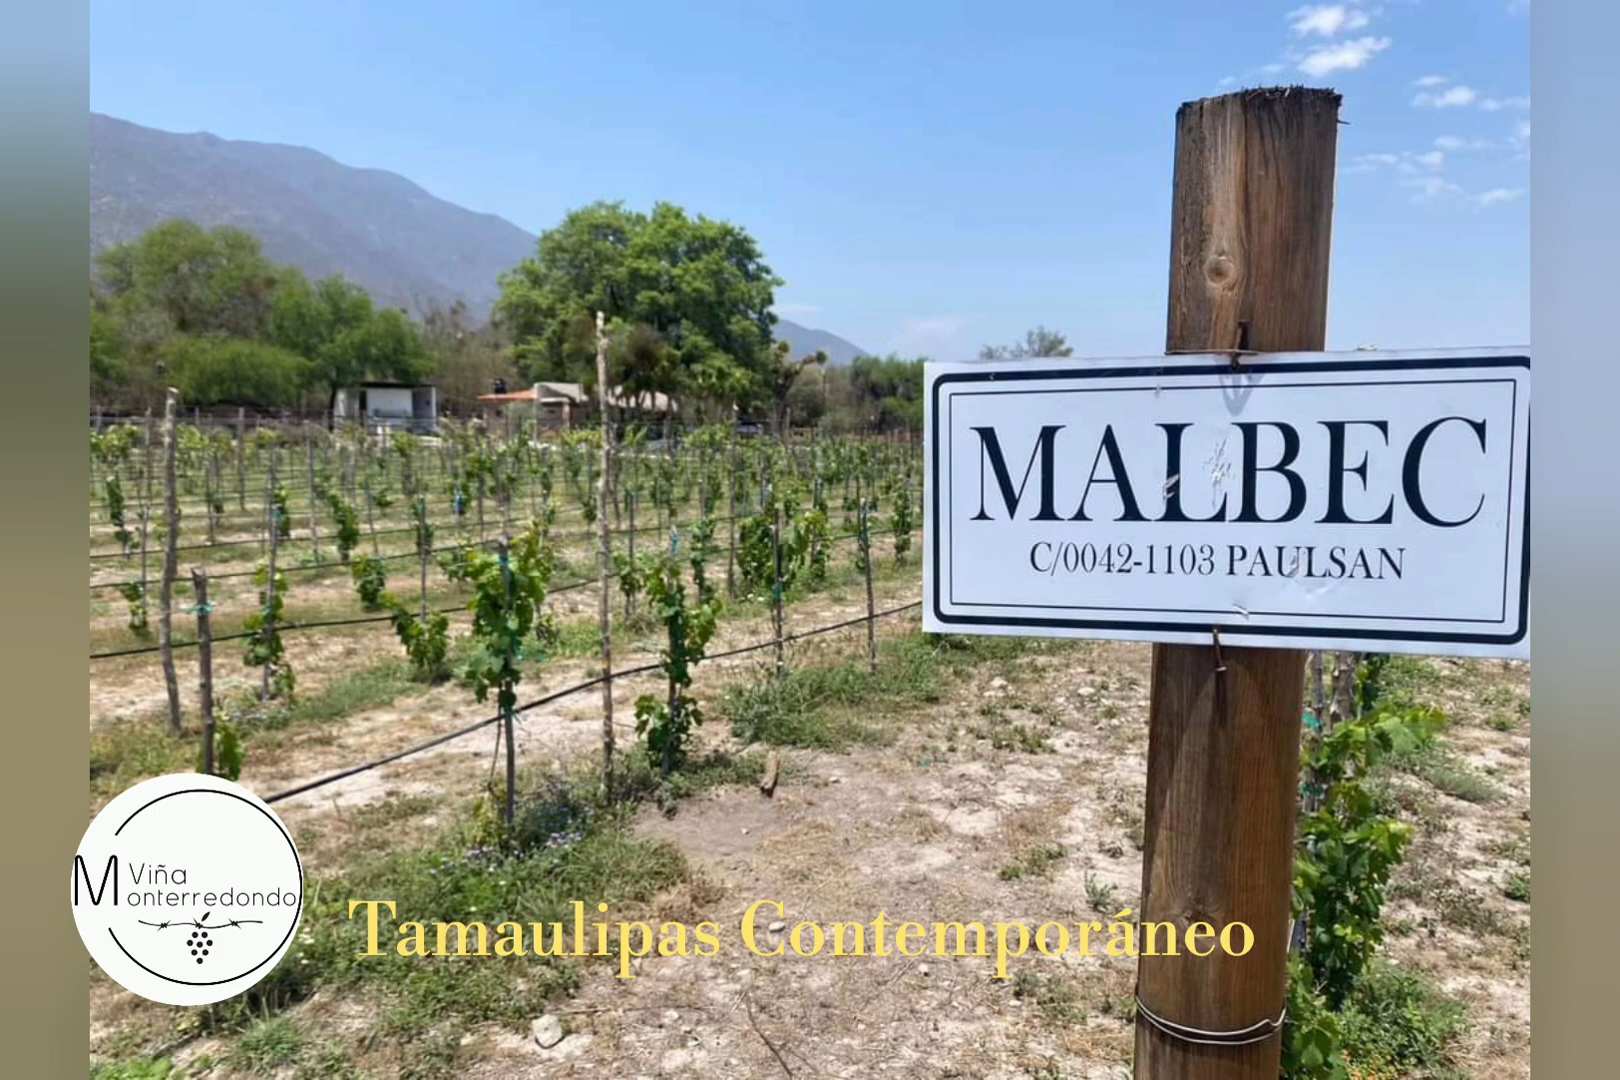 MALBEC
C/0042-1103 PAULSAN
Viña
Monterredondo
Tamaulipas Contemporáneo